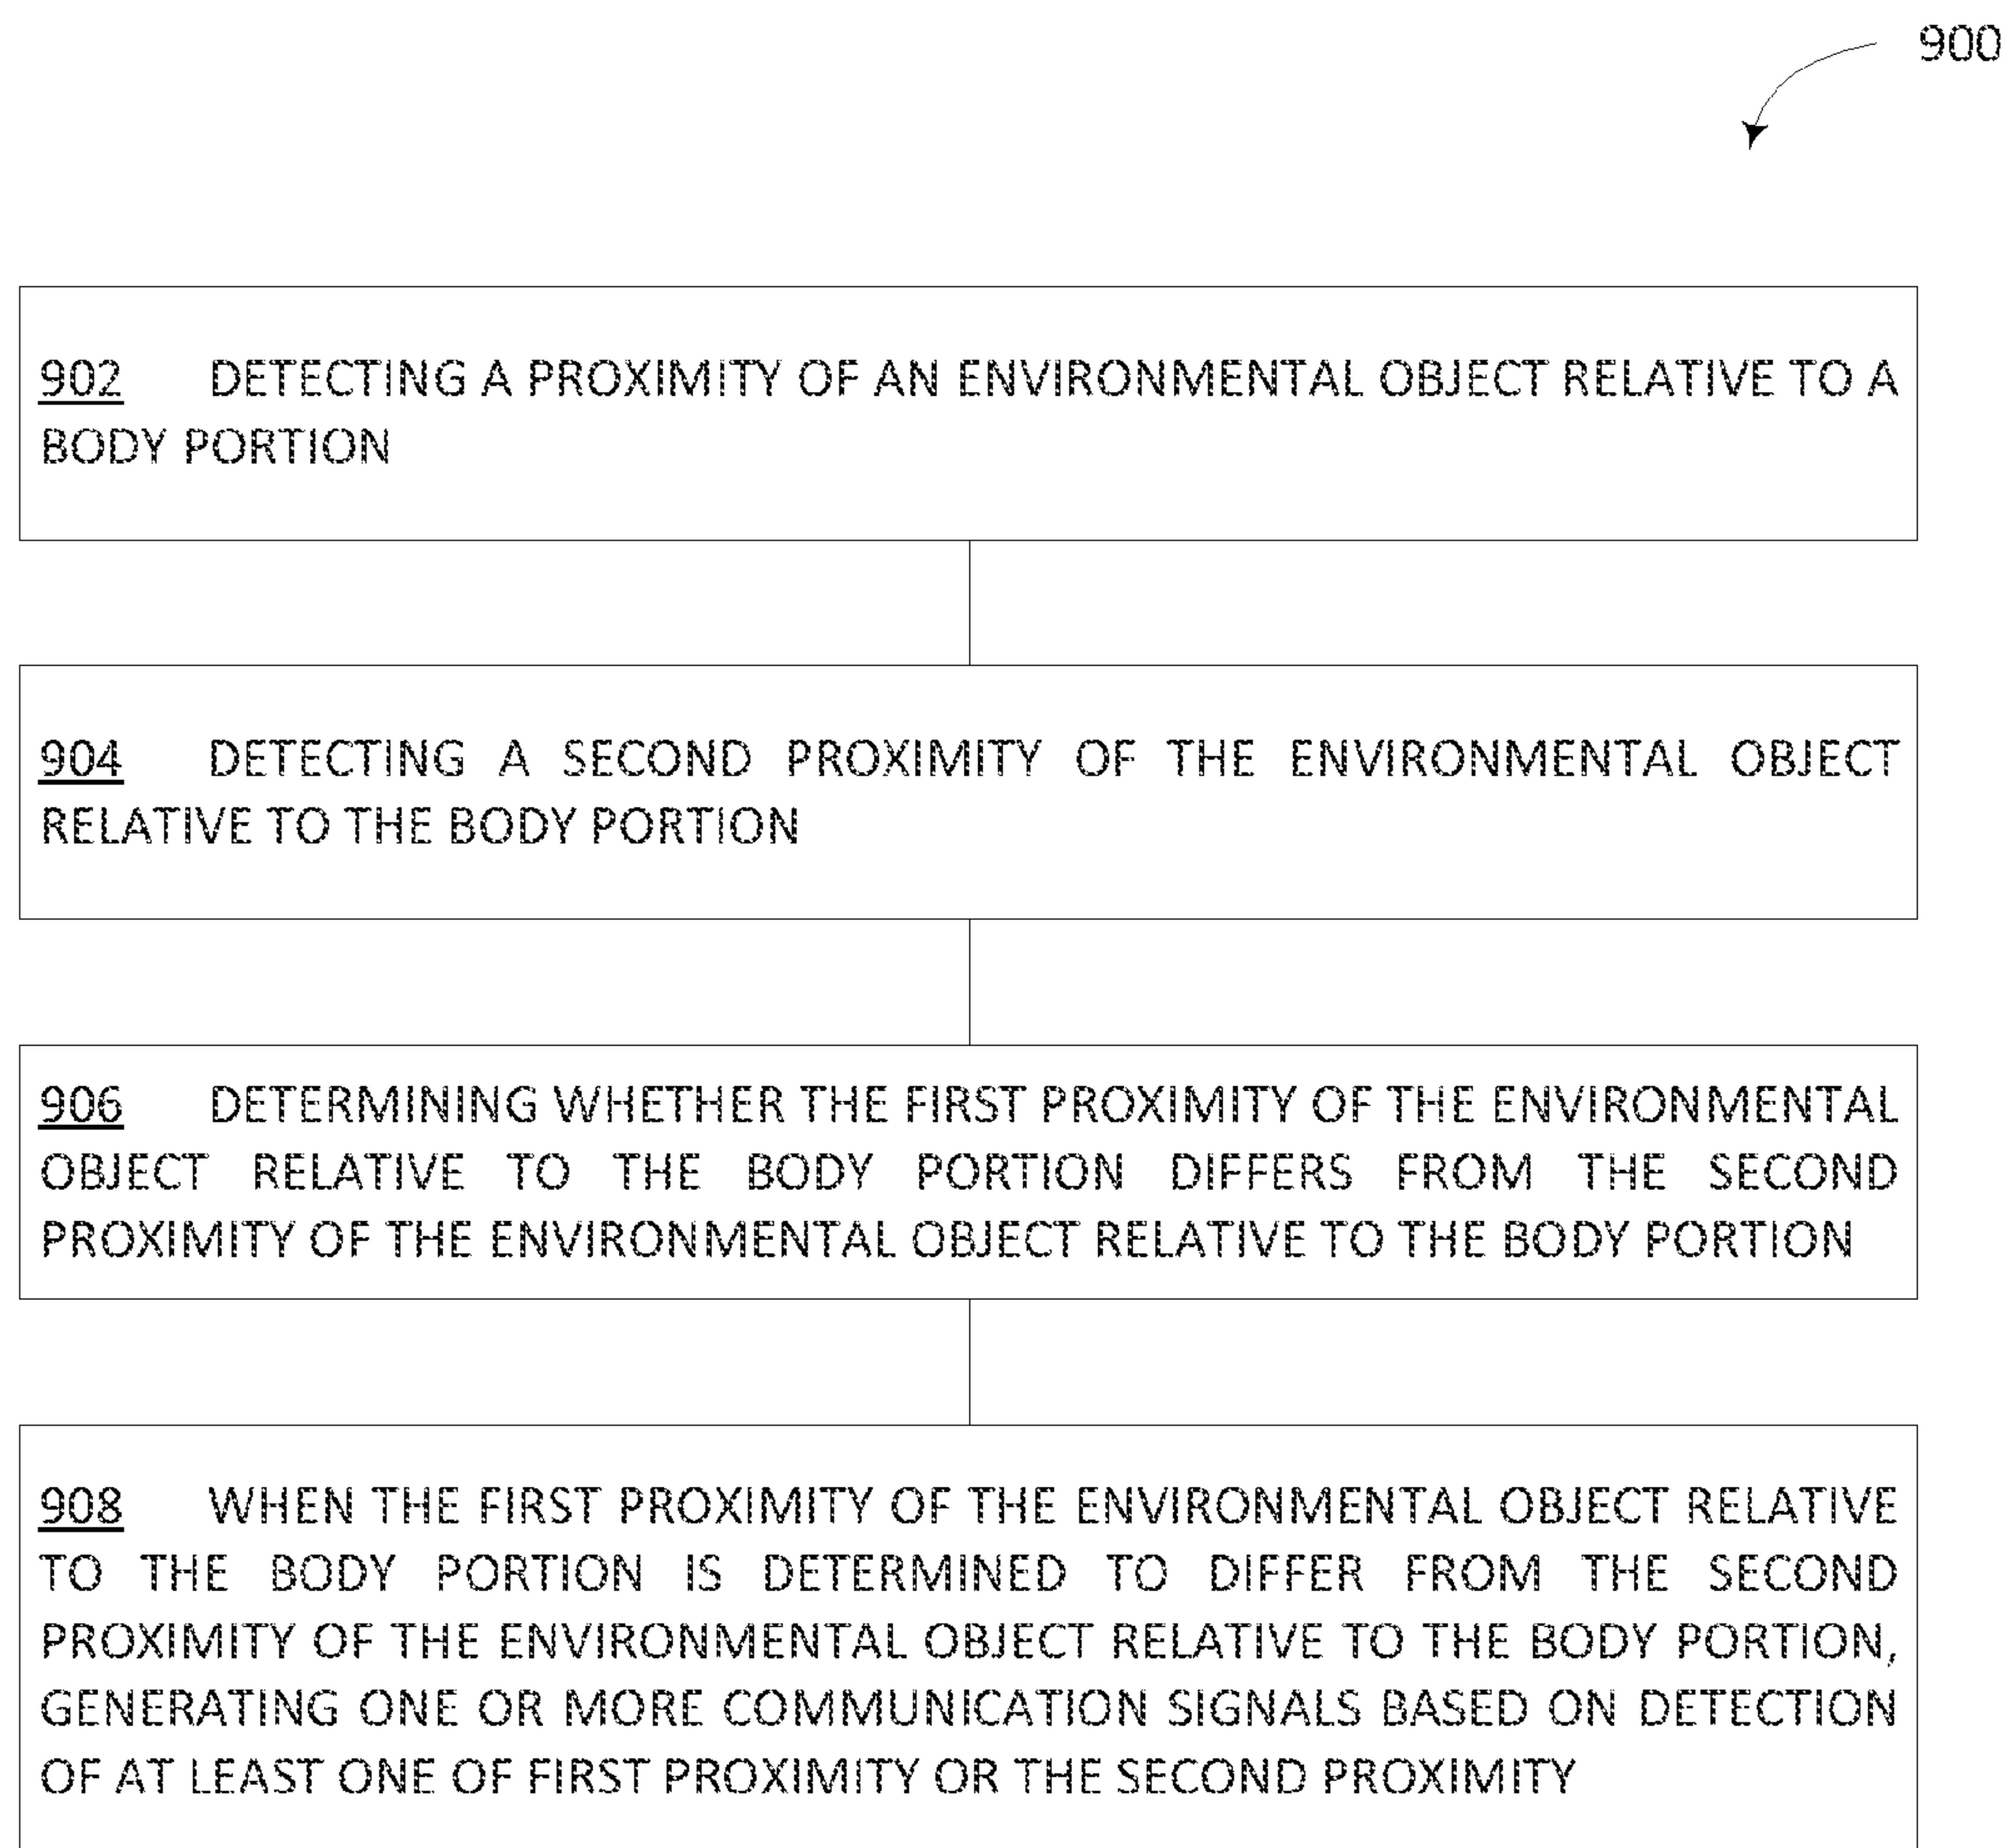 900
902 DETECTING A PROXIMITY OF AN ENVIRONMENTAL OBJECT RELATIVE TO A
BODY PORTION
904 DETECTING A SECOND PROXIMITY OF THE ENVIRONMENTAL OBJECT
RELATIVE TO THE BODY PORTION
906 DETERMINING WHETHER THE FIRST PROXIMITY OF THE ENVIRONMENTAL
OBJECT RELATIVE TO THE BODY PORTION DIFFERS FROM THE SECOND
PROXIMITY OF THE ENVIRONMENTAL OBJECT RELATIVE TO THE BODY PORTION
908 WHEN THE FIRST PROXIMITY OF THE ENVIRONMENTAL OBJECT RELATIVE
TO THE BODY PORTION IS DETERMINED TO DIFFER FROM THE SECOND
PROXIMITY OF THE ENVIRONMENTAL OBJECT RELATIVE TO THE BODY PORTION,
GENERATING ONE OR MORE COMMUNICATION SIGNALS BASED ON DETECTION
OF AT LEAST ONE OF FIRST PROXIMITY OR THE SECOND PROXIMITY